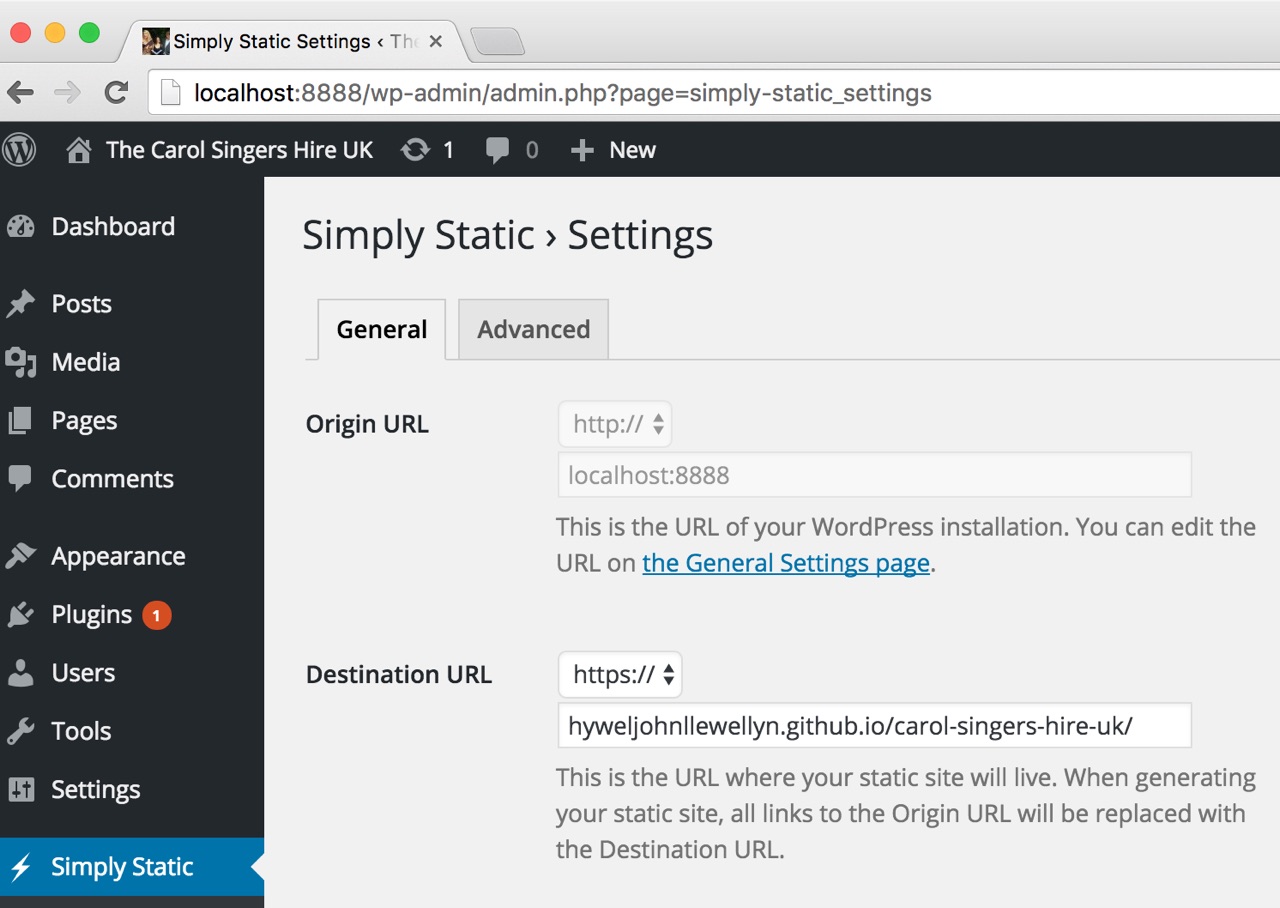 Simply Static Settings ‹ The
localhost:8888/wp-admin/admin.php?page=simply-static_settings
The Carol Singers Hire UK 1 0 New
Dashboard
Posts
Media
Pages
Comments
Appearance
Plugins 1
Users
Tools
Settings
Simply Static
Simply Static › Settings
General Advanced
Origin URL http://
localhost:8888
This is the URL of your WordPress installation. You can edit the
URL on the General Settings page.
Destination URL https://
hyweljohnllewellyn.github.io/carol-singers-hire-uk/
This is the URL where your static site will live. When generating
your static site, all links to the Origin URL will be replaced with
the Destination URL.